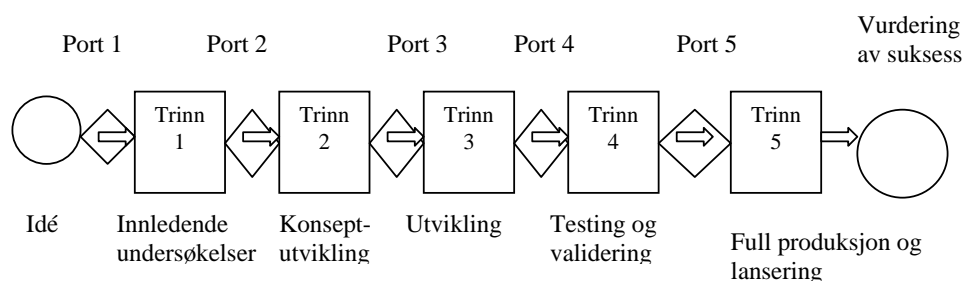 Port 1
Port 2
Port 3
Port 4
Port 5
Vurdering
av suksess
Trinn
1
Trinn
2
Trinn
3
Trinn
4
Trinn
5
Idé
Innledende
undersøkelser
Konsept-
utvikling
Utvikling
Testing og
validering
Full produksjon og
lansering